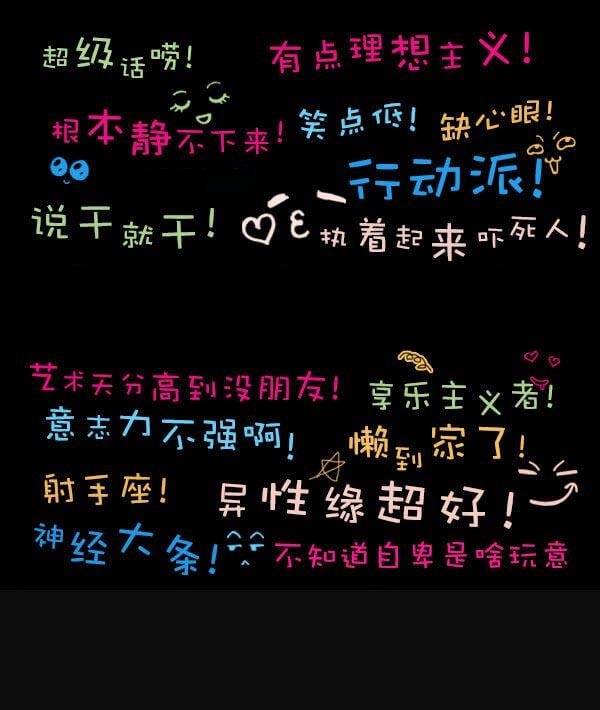 超级话唠!
有点理想主义!
根本静不下来!
笑点低!
缺心眼!
行动派!
说干就干!
执着起来吓死人!
艺术天分高到没朋友!
享乐主义者!
意志力不强啊!
懒到家了!
射手座!
异性缘超好!
神经大条!
不知道自卑是啥玩意